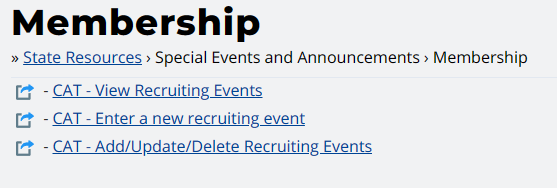 Membership
» State Resources › Special Events and Announcements › Membership
- CAT - View Recruiting Events
- CAT - Enter a new recruiting event
- CAT - Add/Update/Delete Recruiting Events